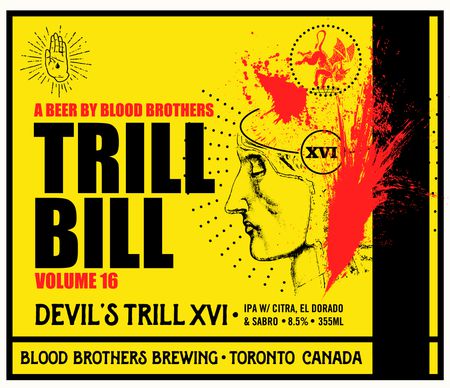 A BEER BY BLOOD BROTHERS
TRILL
BILL
XVI
VOLUME 16
DEVIL'S TRILL XVI • IPA W/ CITRA, EL DORADO
& SABRO • 8.5% • 355ML
BLOOD BROTHERS BREWING • TORONTO CANADA